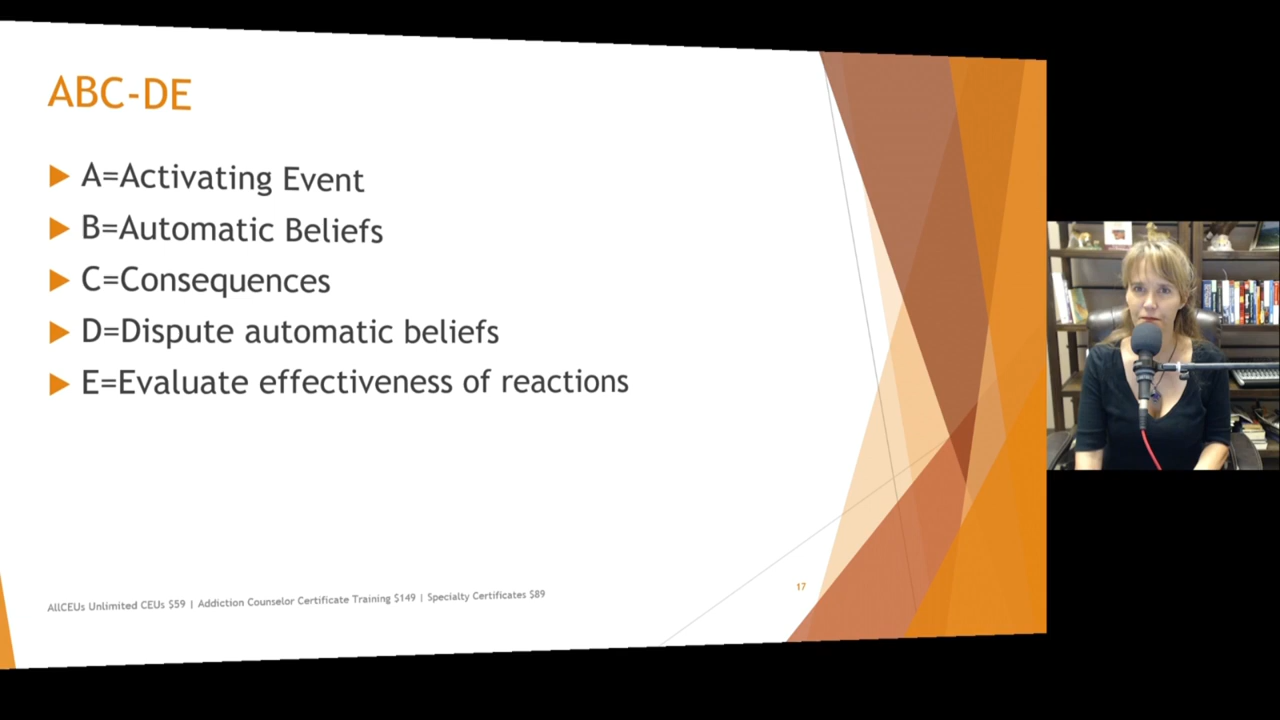 ABC-DE
A=Activating Event
B=Automatic Beliefs
C=Consequences
D=Dispute automatic beliefs
E=Evaluate effectiveness of reactions
AllCEUs Unlimited CEUs $59 | Addiction Counselor Certificate Training $149 | Specialty Certificates $89
17